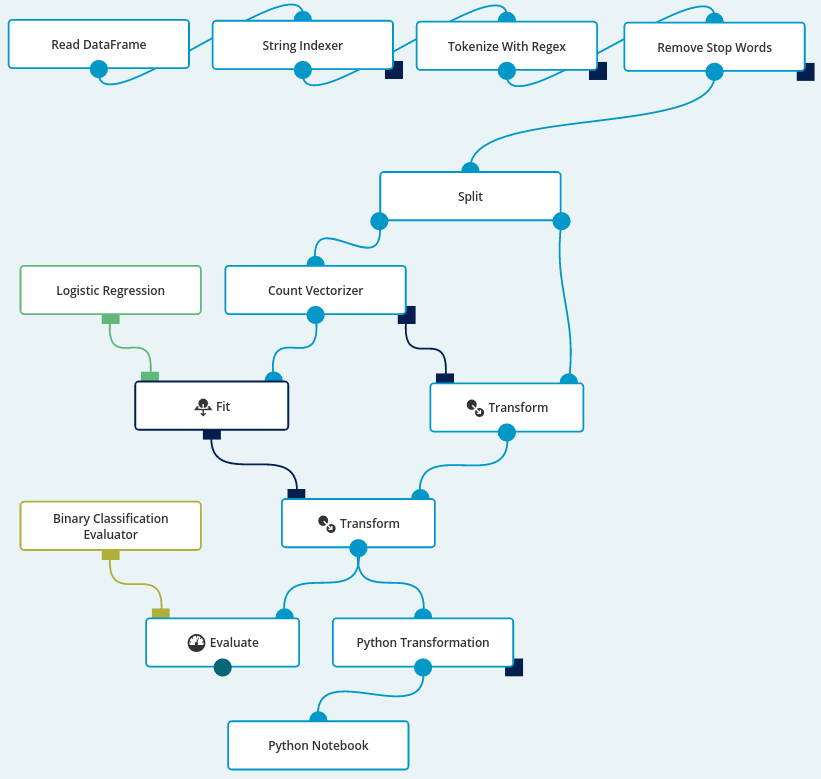 Read DataFrame
String Indexer
Tokenize With Regex
Remove Stop Words
Split
Logistic Regression
Count Vectorizer
Fit
Transform
Transform
Binary Classification
Evaluator
Evaluate
Python Transformation
Python Notebook